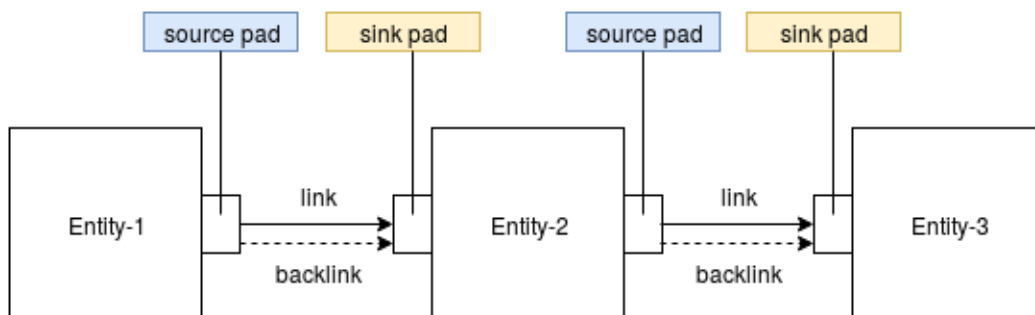 source pad
sink pad
source pad
sink pad
Entity-1
link
backlink
Entity-2
link
backlink
Entity-3